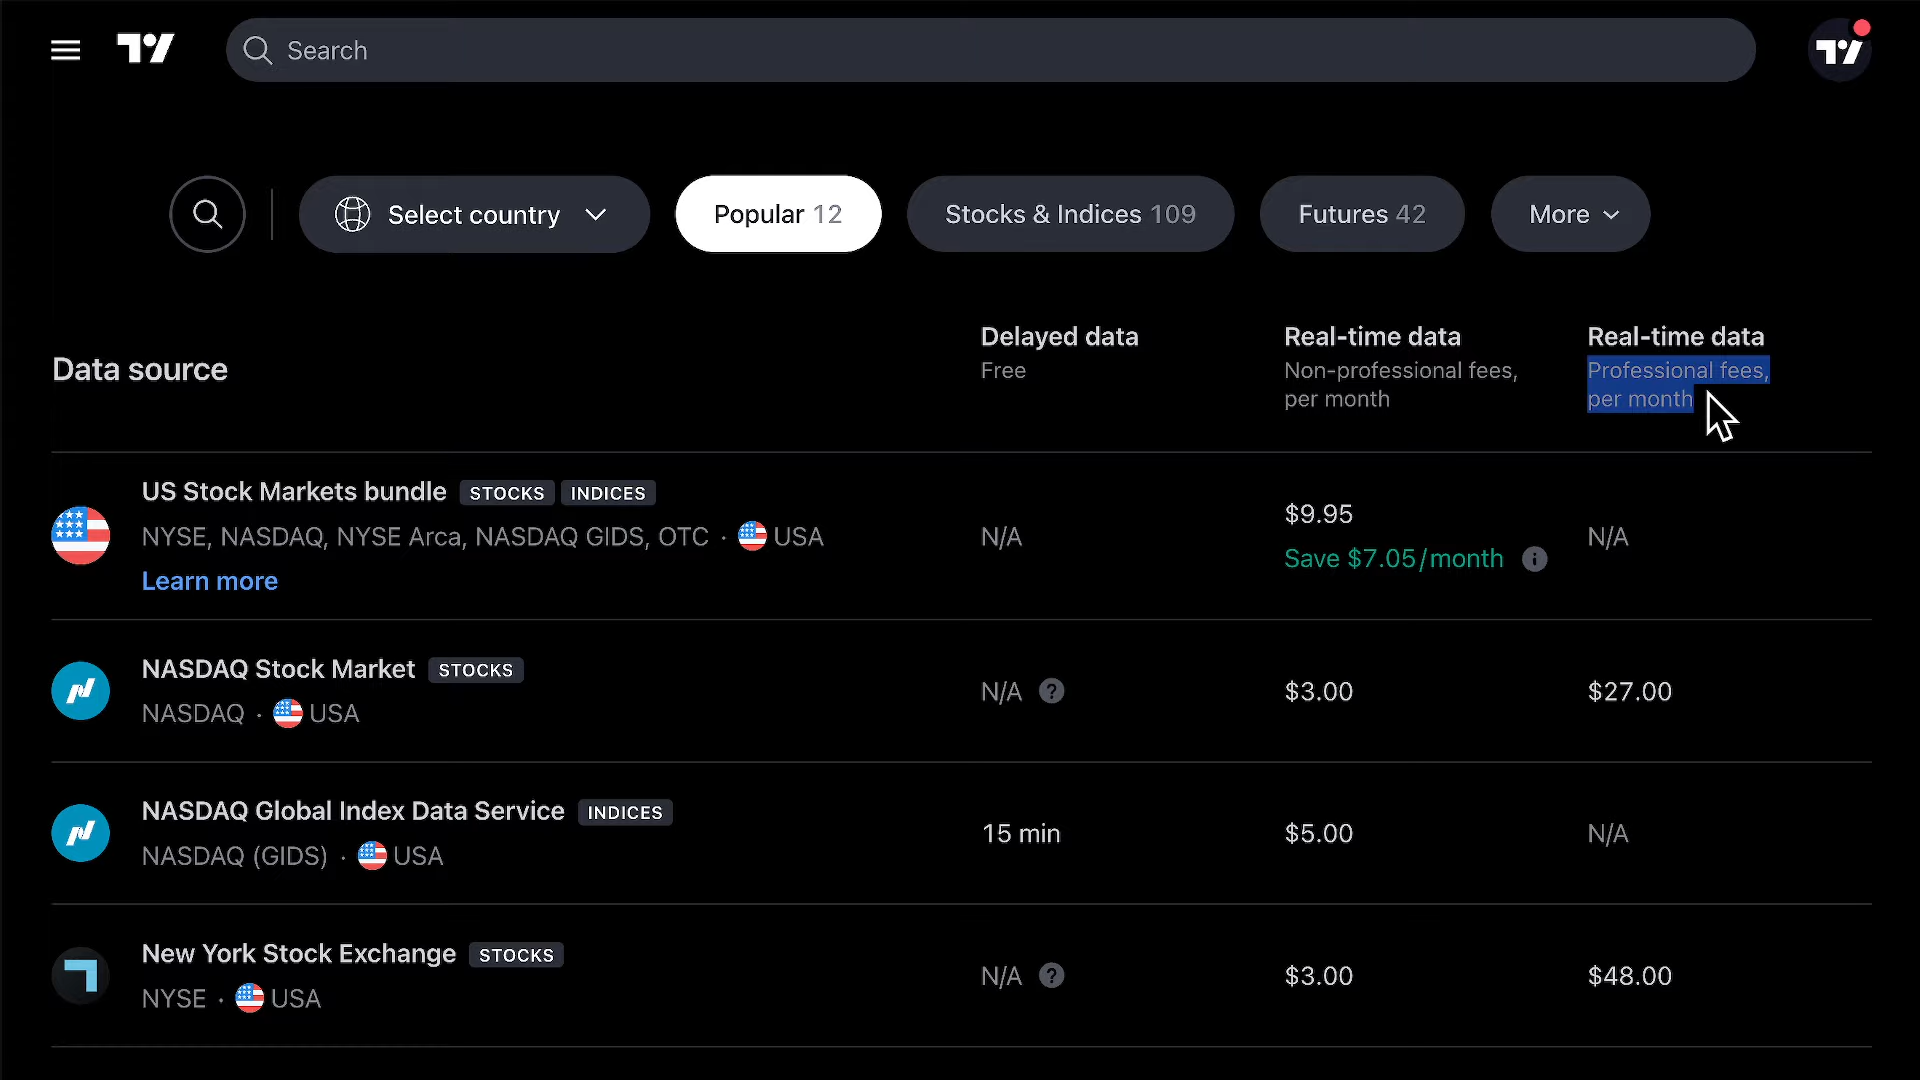 Search
Select country
Popular 12
Stocks & Indices 109
Futures 42
More
Data source
Delayed data
Free
Real-time data
Non-professional fees,
per month
Real-time data
Professional fees,
per month
US Stock Markets bundle STOCKS INDICES
NYSE, NASDAQ, NYSE Arca, NASDAQ GIDS, OTC · USA
Learn more
N/A
$9.95
Save $7.05/month
N/A
NASDAQ Stock Market STOCKS
NASDAQ · USA
N/A
$3.00
$27.00
NASDAQ Global Index Data Service INDICES
NASDAQ (GIDS) · USA
15 min
$5.00
N/A
New York Stock Exchange STOCKS
NYSE · USA
N/A
$3.00
$48.00